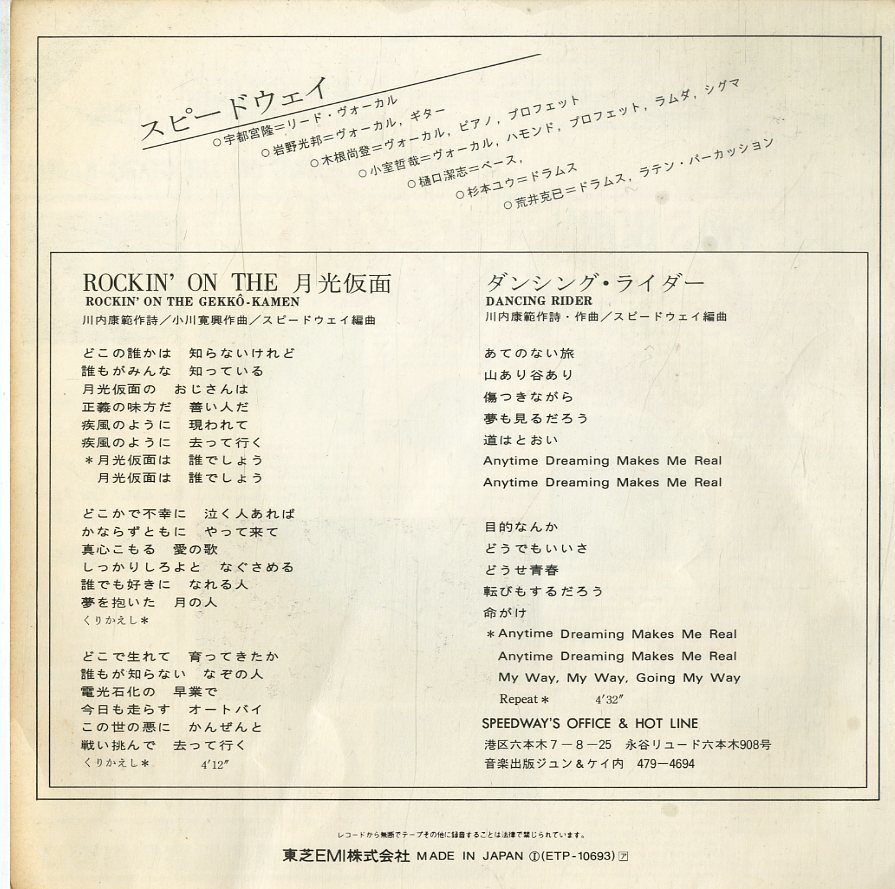 スピードウェイ
○宇都宮隆＝リード・ヴォーカル
○岩野光邦＝ヴォーカル, ギター
○木根尚登＝ヴォーカル, ピアノ, プロフェット
○小室哲哉＝ヴォーカル, ハモンド, プロフェット, ラムダ, シグマ
○樋口潔志＝ベース,
○杉本ユウ＝ドラムス
○荒井克巳＝ドラムス, ラテン・パーカッション
ROCKIN' ON THE 月光仮面
ROCKIN' ON THE GEKKÔ-KAMEN
川内康範作詩／小川寛興作曲／スピードウェイ編曲
どこの誰かは　知らないけれど
誰もがみんな　知っている
月光仮面の　おじさんは
正義の味方だ　善い人だ
疾風のように　現われて
疾風のように　去って行く
＊月光仮面は　誰でしょう
月光仮面は　誰でしょう
どこかで不幸に　泣く人あれば
かならずともに　やって来て
真心こもる　愛の歌
しっかりしろよと　なぐさめる
誰でも好きに　なれる人
夢を抱いた　月の人
くりかえし＊
どこで生れて　育ってきたか
誰もが知らない　なぞの人
電光石化の　早業で
今日も走らす　オートバイ
この世の悪に　かんぜんと
戦い挑んで　去って行く
くりかえし＊　4′12″
ダンシング・ライダー
DANCING RIDER
川内康範作詩・作曲／スピードウェイ編曲
あてのない旅
山あり谷あり
傷つきながら
夢も見るだろう
道はとおい
Anytime Dreaming Makes Me Real
Anytime Dreaming Makes Me Real
目的なんか
どうでもいいさ
どうせ青春
転びもするだろう
命がけ
＊Anytime Dreaming Makes Me Real
Anytime Dreaming Makes Me Real
My Way, My Way, Going My Way
Repeat＊　4′32″
SPEEDWAY'S OFFICE & HOT LINE
港区六本木7－8－25　永谷リュード六本木908号
音楽出版ジュン＆ケイ内　479－4694
レコードから無断でテープその他に録音することは法律で禁じられています。
東芝EMI株式会社 MADE IN JAPAN Ⓣ(ETP-10693)ア